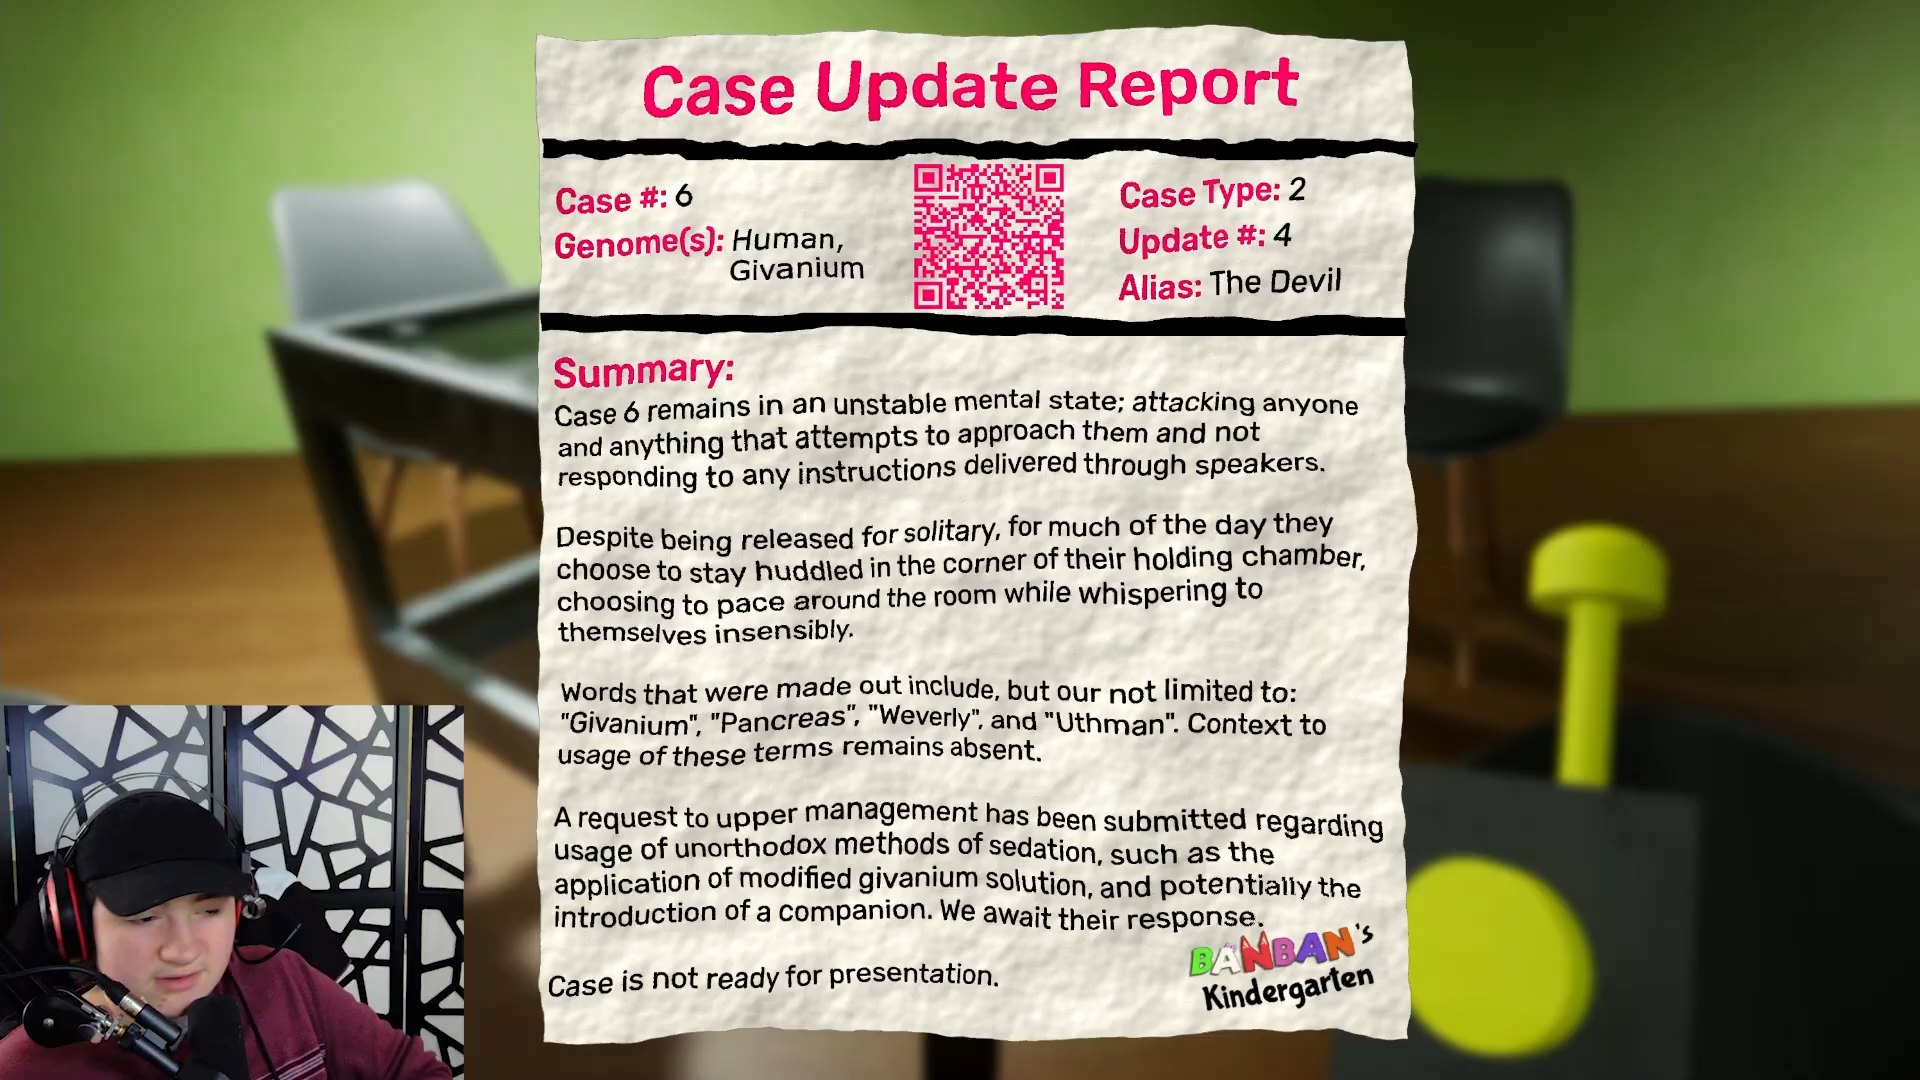 Case Update Report
Case #: 6
Genome(s): Human,
Givanium
Case Type: 2
Update #: 4
Alias: The Devil
Summary:
Case 6 remains in an unstable mental state; attacking anyone
and anything that attempts to approach them and not
responding to any instructions delivered through speakers.
Despite being released for solitary, for much of the day they
choose to stay huddled in the corner of their holding chamber,
choosing to pace around the room while whispering to
themselves insensibly.
Words that were made out include, but our not limited to:
"Givanium", "Pancreas", "Weverly", and "Uthman". Context to
usage of these terms remains absent.
A request to upper management has been submitted regarding
usage of unorthodox methods of sedation, such as the
application of modified givanium solution, and potentially the
introduction of a companion. We await their response.
Case is not ready for presentation.
BANBAN's
Kindergarten